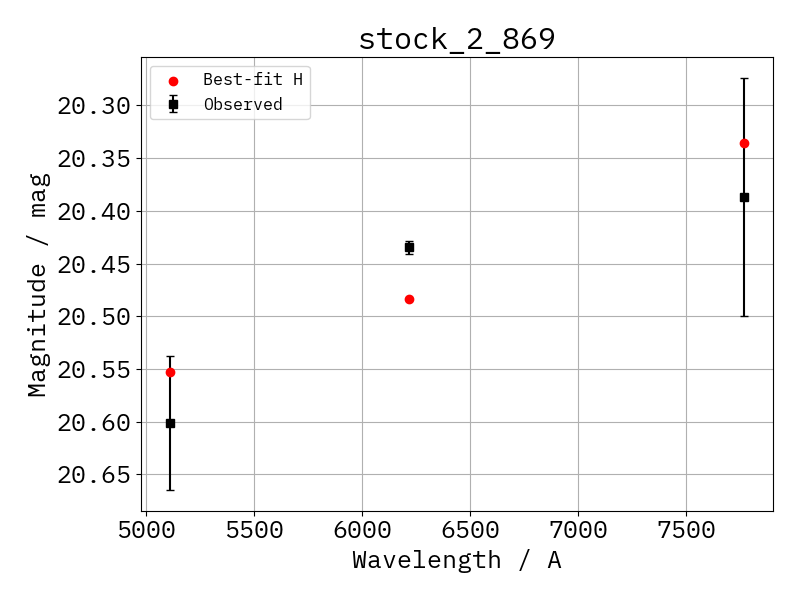 stock_2_869
Best-fit H
Observed
Magnitude / mag
20.30
20.35
20.40
20.45
20.50
20.55
20.60
20.65
5000 5500 6000 6500 7000 7500
Wavelength / A